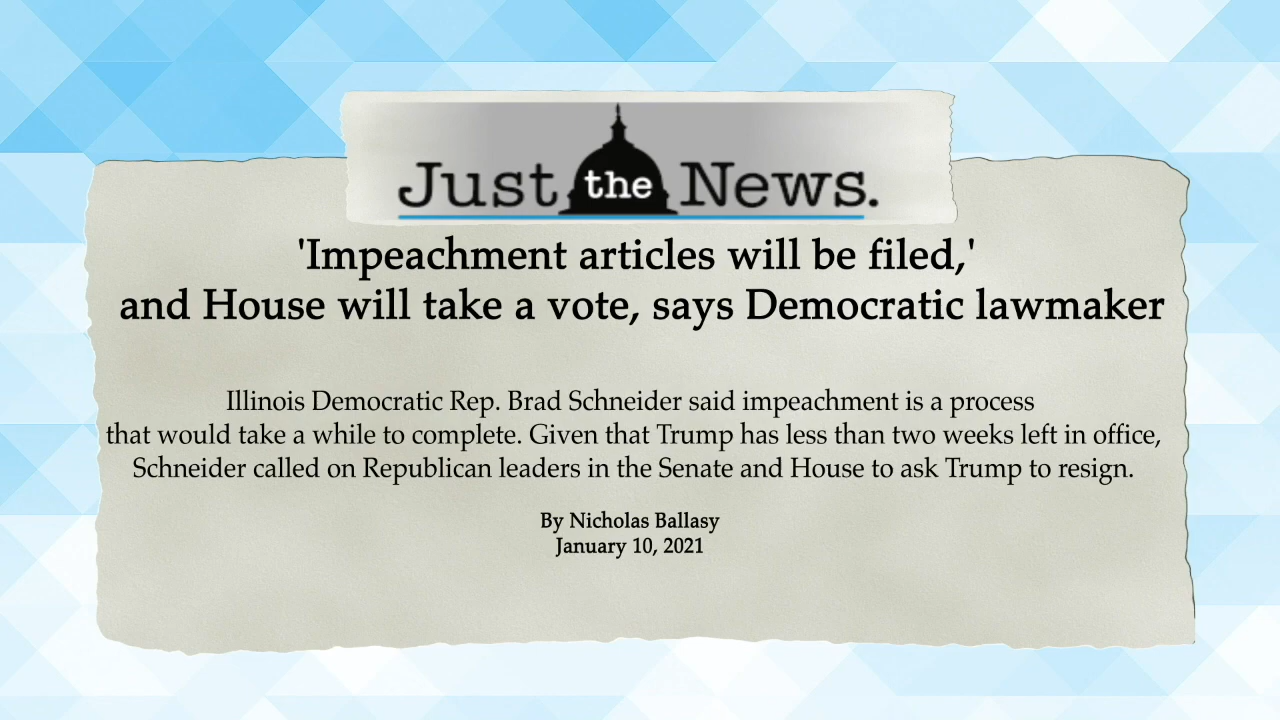 Just the News.
'Impeachment articles will be filed,'
and House will take a vote, says Democratic lawmaker
Illinois Democratic Rep. Brad Schneider said impeachment is a process
that would take a while to complete. Given that Trump has less than two weeks left in office,
Schneider called on Republican leaders in the Senate and House to ask Trump to resign.
By Nicholas Ballasy
January 10, 2021